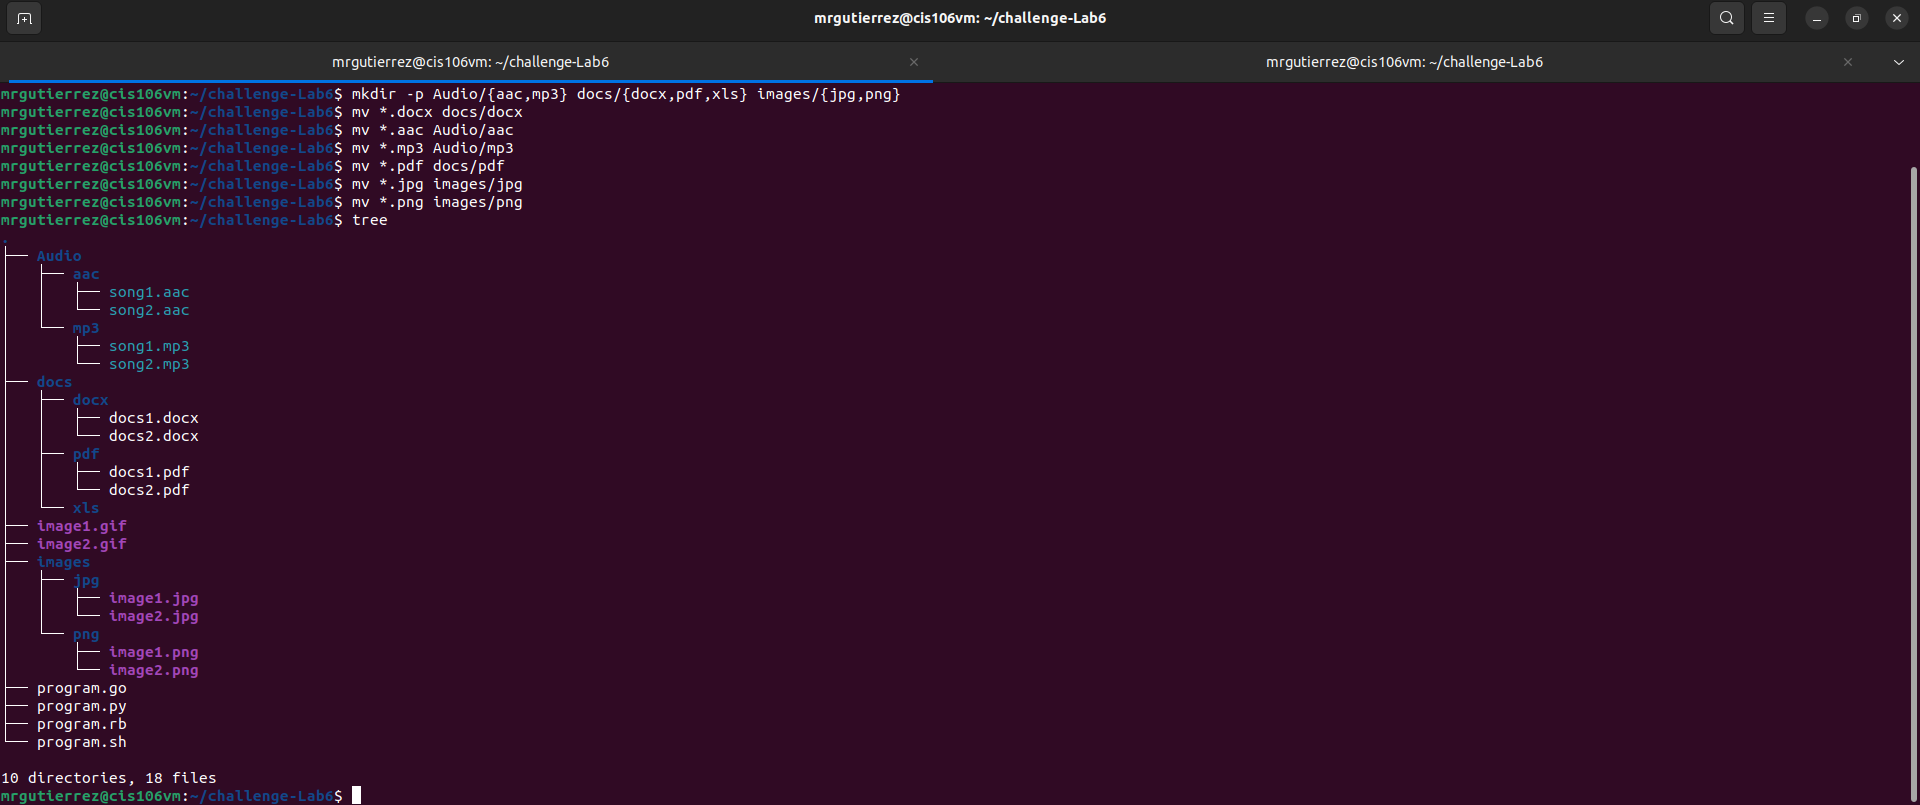 mrgutierrez@cis106vm: ~/challenge-Lab6
mrgutierrez@cis106vm: ~/challenge-Lab6
mrgutierrez@cis106vm: ~/challenge-Lab6
mrgutierrez@cis106vm:~/challenge-Lab6$ mkdir -p Audio/{aac,mp3} docs/{docx,pdf,xls} images/{jpg,png}
mrgutierrez@cis106vm:~/challenge-Lab6$ mv *.docx docs/docx
mrgutierrez@cis106vm:~/challenge-Lab6$ mv *.aac Audio/aac
mrgutierrez@cis106vm:~/challenge-Lab6$ mv *.mp3 Audio/mp3
mrgutierrez@cis106vm:~/challenge-Lab6$ mv *.pdf docs/pdf
mrgutierrez@cis106vm:~/challenge-Lab6$ mv *.jpg images/jpg
mrgutierrez@cis106vm:~/challenge-Lab6$ mv *.png images/png
mrgutierrez@cis106vm:~/challenge-Lab6$ tree
.
├── Audio
│   ├── aac
│   │   ├── song1.aac
│   │   └── song2.aac
│   └── mp3
│       ├── song1.mp3
│       └── song2.mp3
├── docs
│   ├── docx
│   │   ├── docs1.docx
│   │   └── docs2.docx
│   ├── pdf
│   │   ├── docs1.pdf
│   │   └── docs2.pdf
│   └── xls
├── image1.gif
├── image2.gif
├── images
│   ├── jpg
│   │   ├── image1.jpg
│   │   └── image2.jpg
│   └── png
│       ├── image1.png
│       └── image2.png
├── program.go
├── program.py
├── program.rb
└── program.sh
10 directories, 18 files
mrgutierrez@cis106vm:~/challenge-Lab6$